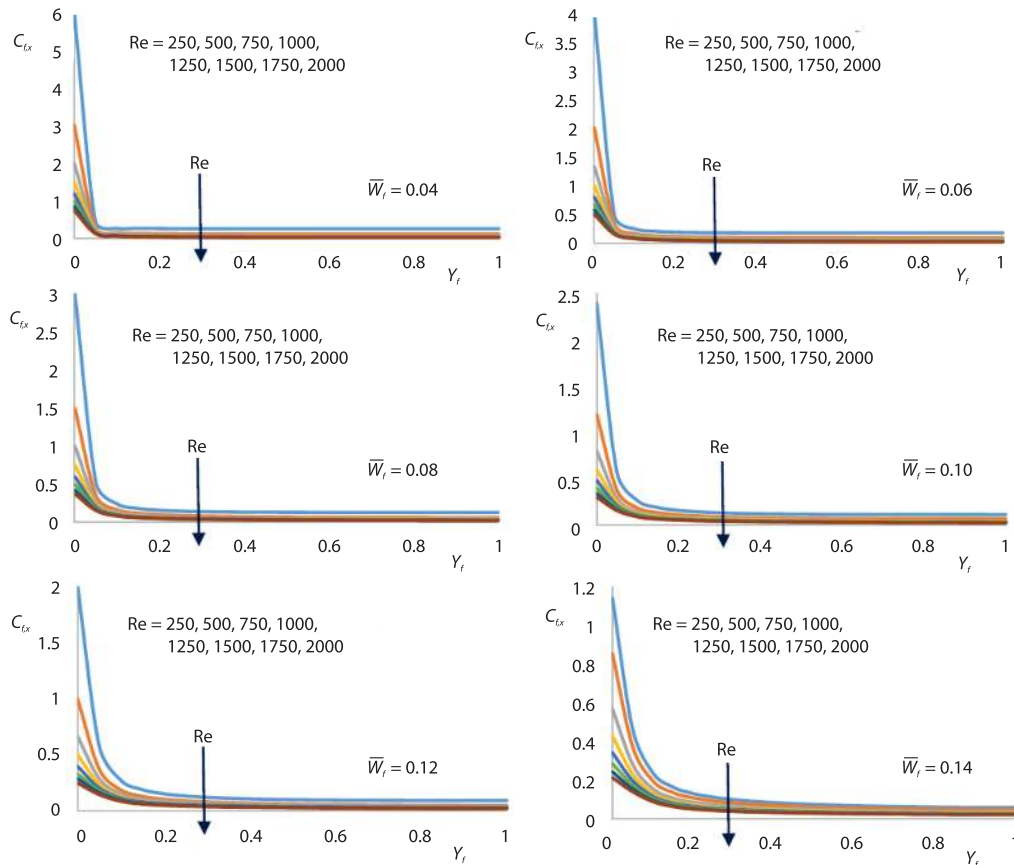 C_{f,x}
6
5
4
3
2
1
0
Re = 250, 500, 750, 1000,
1250, 1500, 1750, 2000
Re
W̅_f = 0.04
0 0.2 0.4 0.6 0.8 1
Y_f
C_{f,x}
4
3.5
3
2.5
2
1.5
1
0.5
0
Re = 250, 500, 750, 1000,
1250, 1500, 1750, 2000
Re
W̅_f = 0.06
0 0.2 0.4 0.6 0.8 1
Y_f
C_{f,x}
3
2.5
2
1.5
1
0.5
0
Re = 250, 500, 750, 1000,
1250, 1500, 1750, 2000
Re
W̅_f = 0.08
0 0.2 0.4 0.6 0.8 1
Y_f
C_{f,x}
2.5
2
1.5
1
0.5
0
Re = 250, 500, 750, 1000,
1250, 1500, 1750, 2000
Re
W̅_f = 0.10
0 0.2 0.4 0.6 0.8 1
Y_f
C_{f,x}
2
1.5
1
0.5
0
Re = 250, 500, 750, 1000,
1250, 1500, 1750, 2000
Re
W̅_f = 0.12
0 0.2 0.4 0.6 0.8 1
Y_f
C_{f,x}
1.2
1
0.8
0.6
0.4
0.2
0
Re = 250, 500, 750, 1000,
1250, 1500, 1750, 2000
Re
W̅_f = 0.14
0 0.2 0.4 0.6 0.8 1
Y_f